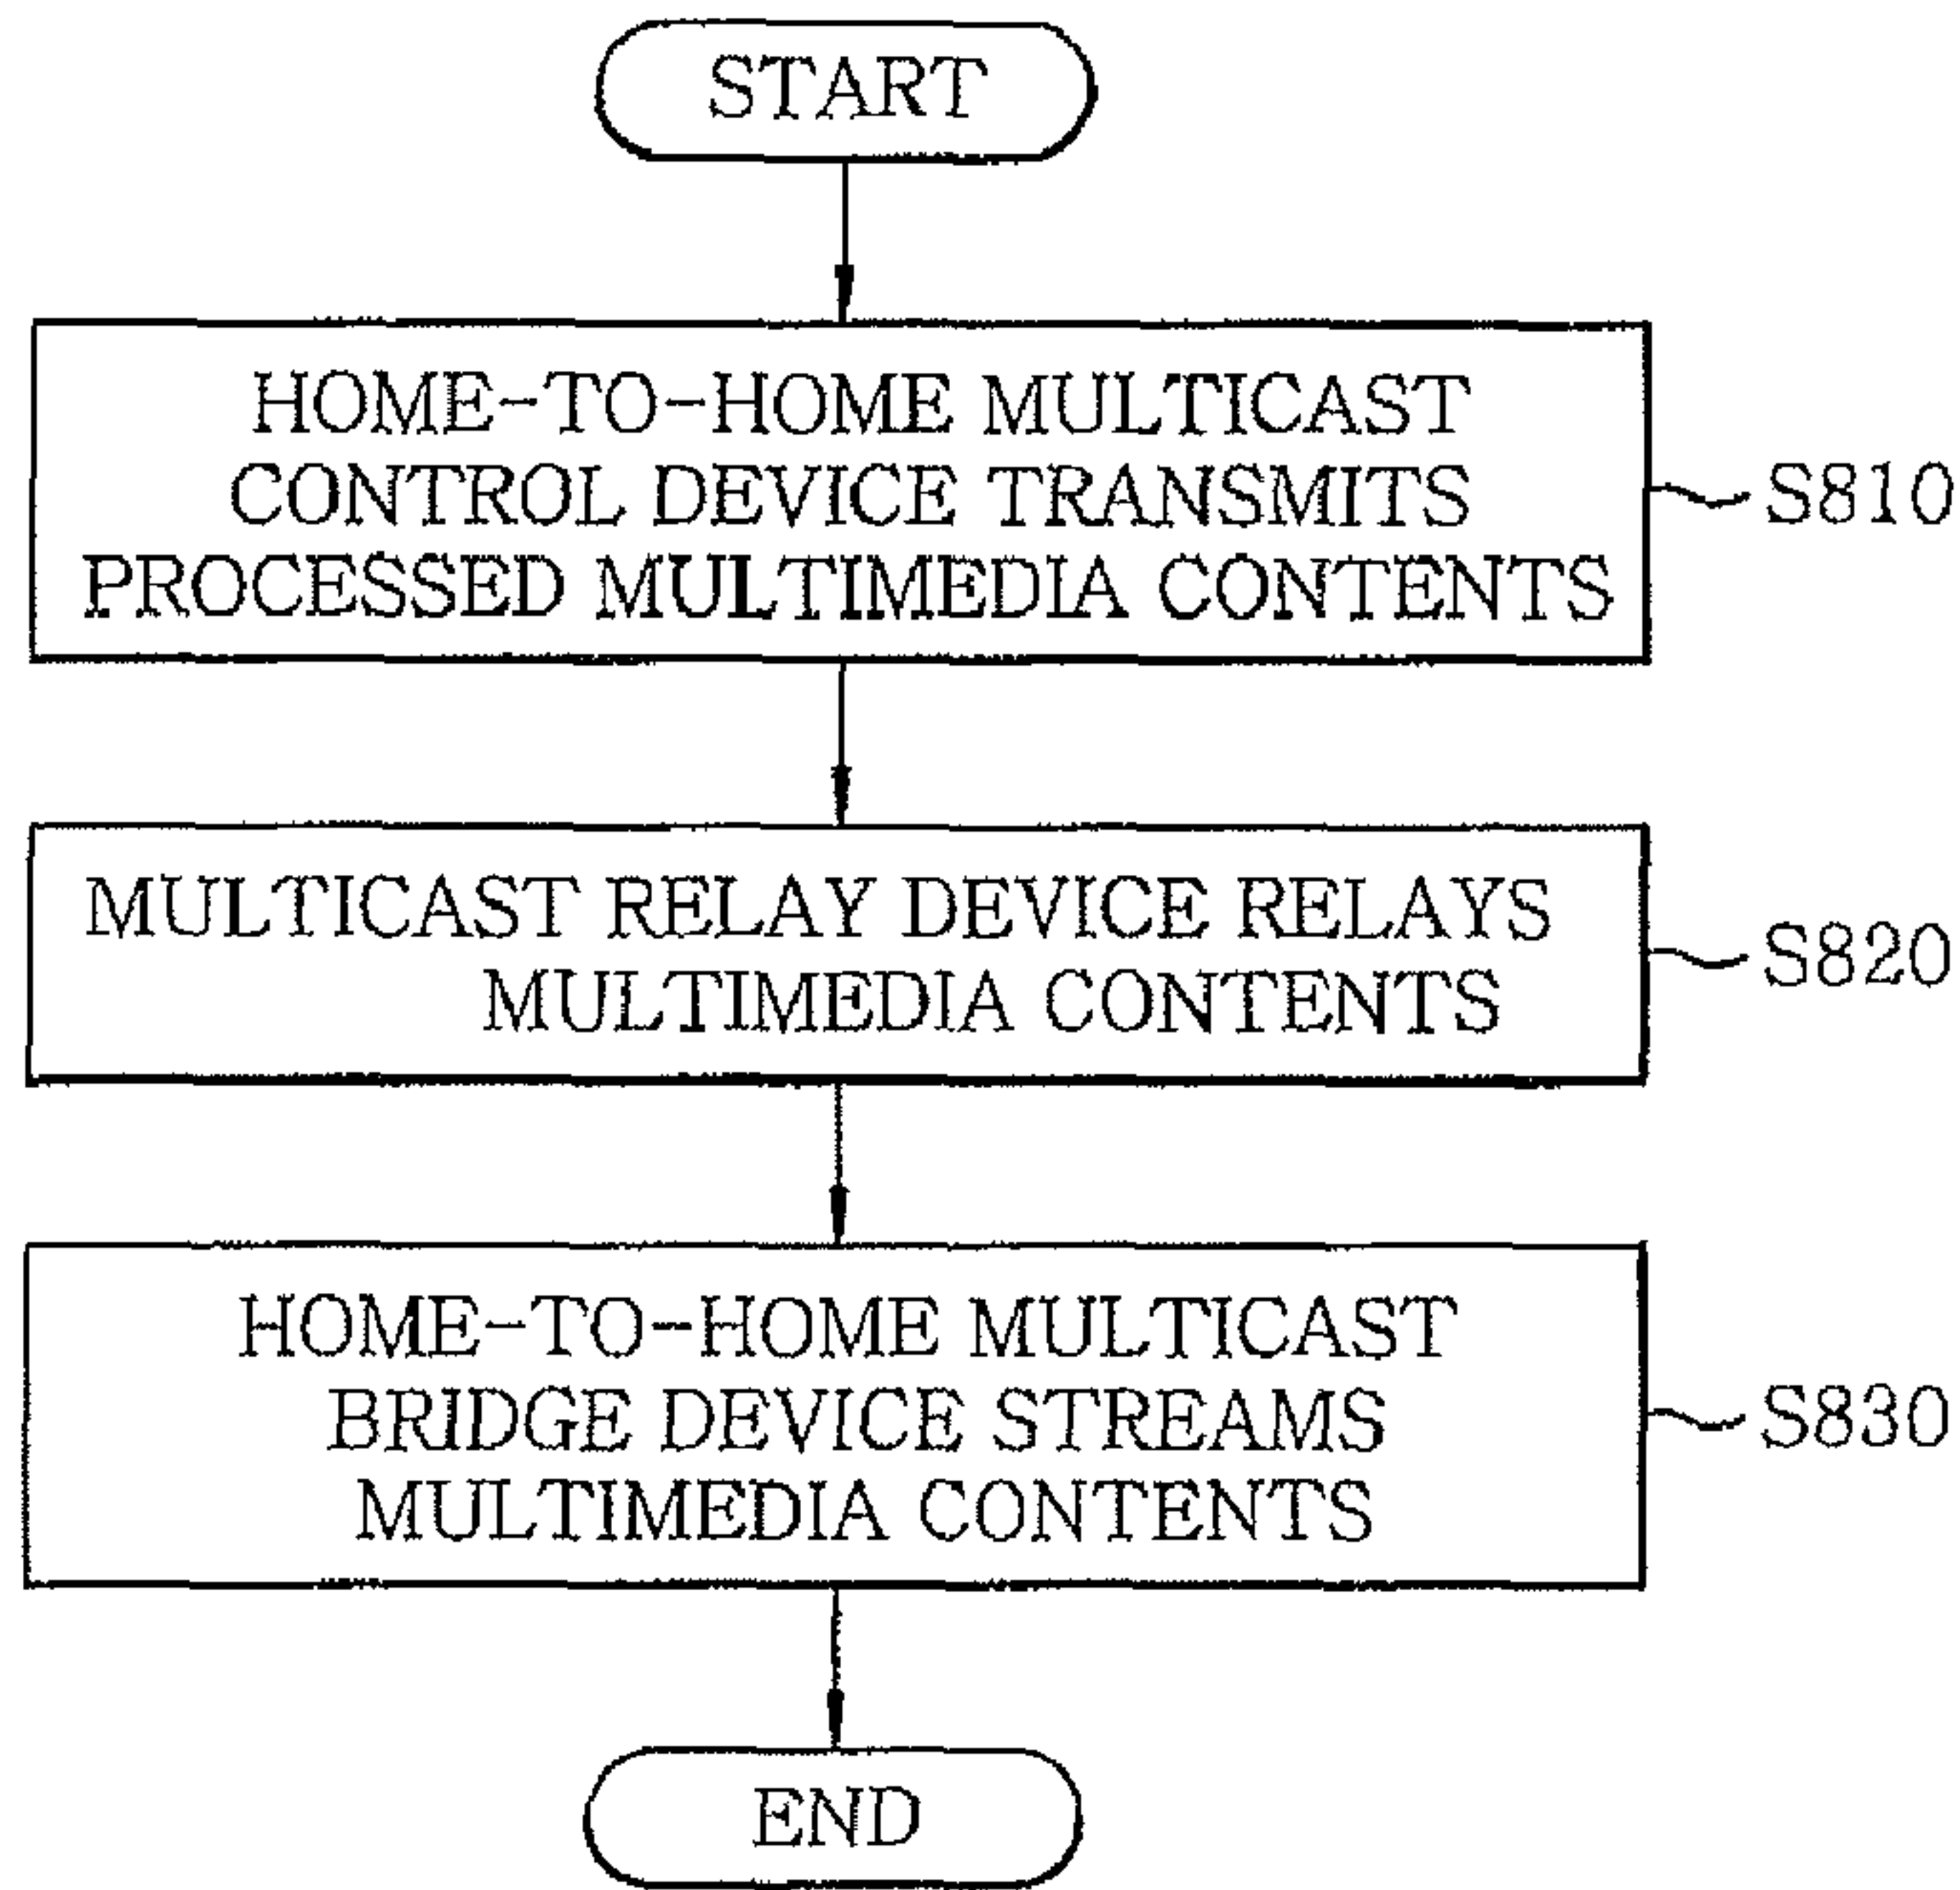 START
HOME-TO-HOME MULTICAST
CONTROL DEVICE TRANSMITS
PROCESSED MULTIMEDIA CONTENTS
S810
MULTICAST RELAY DEVICE RELAYS
MULTIMEDIA CONTENTS
S820
HOME-TO-HOME MULTICAST
BRIDGE DEVICE STREAMS
MULTIMEDIA CONTENTS
S830
END